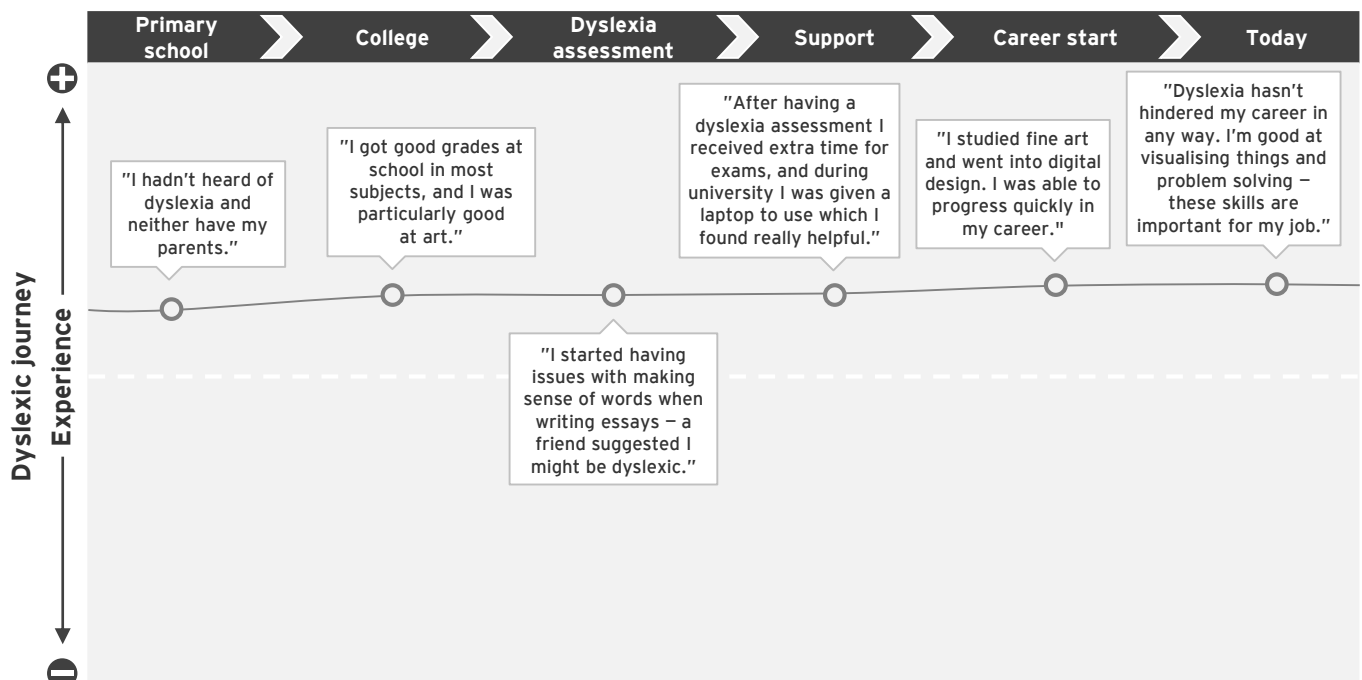 Primary
school
College
Dyslexia
assessment
Support
Career start
Today
Dyslexic journey
Experience
”I hadn’t heard of
dyslexia and
neither have my
parents.”
”I got good grades at
school in most
subjects, and I was
particularly good
at art.”
”I started having
issues with making
sense of words when
writing essays – a
friend suggested I
might be dyslexic.”
”After having a
dyslexia assessment I
received extra time for
exams, and during
university I was given a
laptop to use which I
found really helpful.”
"I studied fine art
and went into digital
design. I was able to
progress quickly in
my career."
”Dyslexia hasn’t
hindered my career in
any way. I’m good at
visualising things and
problem solving –
these skills are
important for my job.”